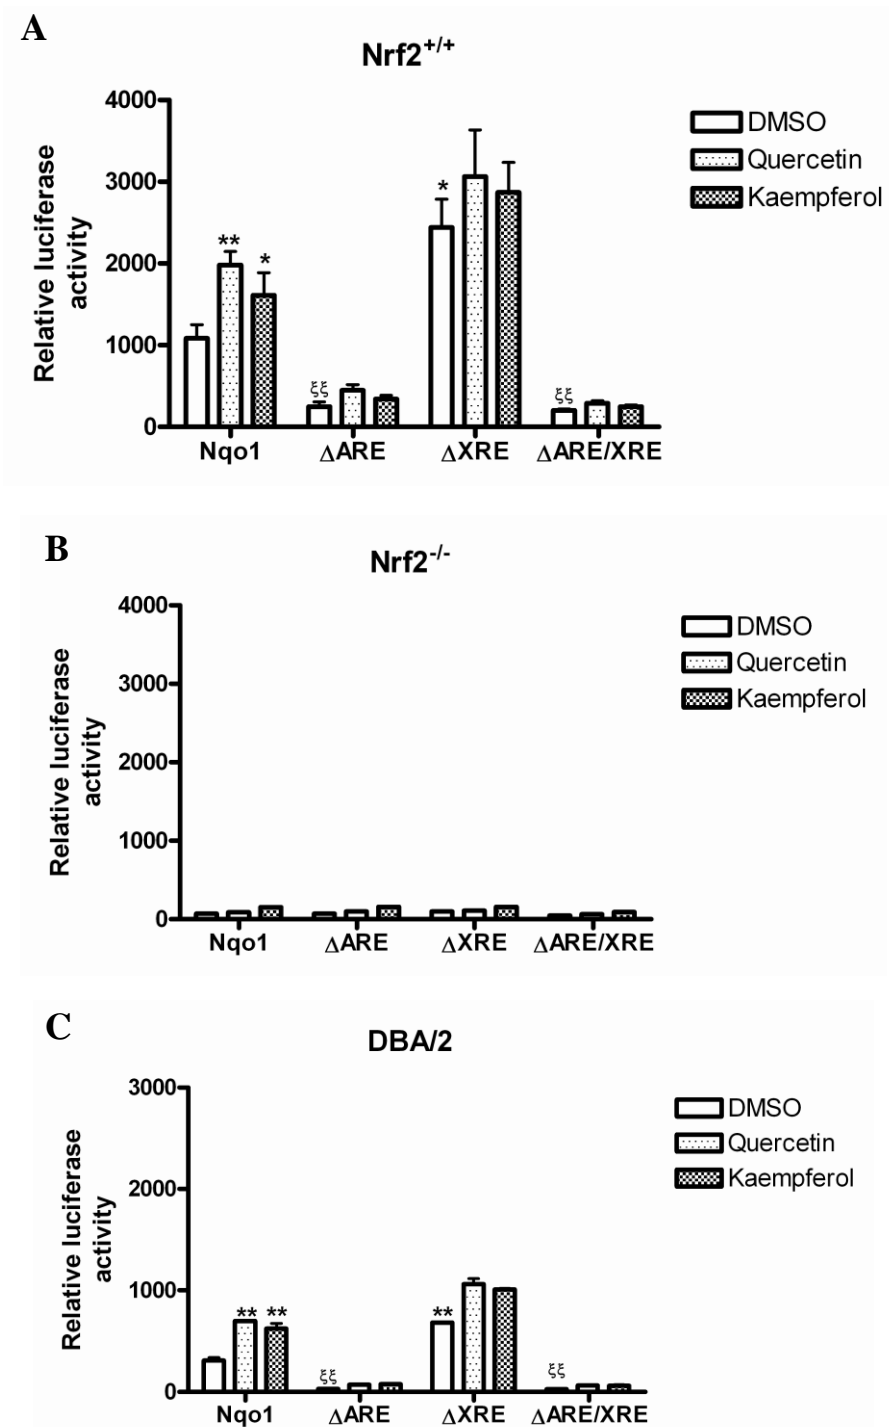 A
Nrf2+/+
Relative luciferase
activity
4000
3000
2000
1000
0
** *
*
ξξ
ξξ
Nqo1 ΔARE ΔXRE ΔARE/XRE
DMSO
Quercetin
Kaempferol
B
Nrf2-/-
Relative luciferase
activity
4000
3000
2000
1000
0
Nqo1 ΔARE ΔXRE ΔARE/XRE
DMSO
Quercetin
Kaempferol
C
DBA/2
Relative luciferase
activity
3000
2000
1000
0
** **
ξξ
**
ξξ
Nqo1 ΔARE ΔXRE ΔARE/XRE
DMSO
Quercetin
Kaempferol